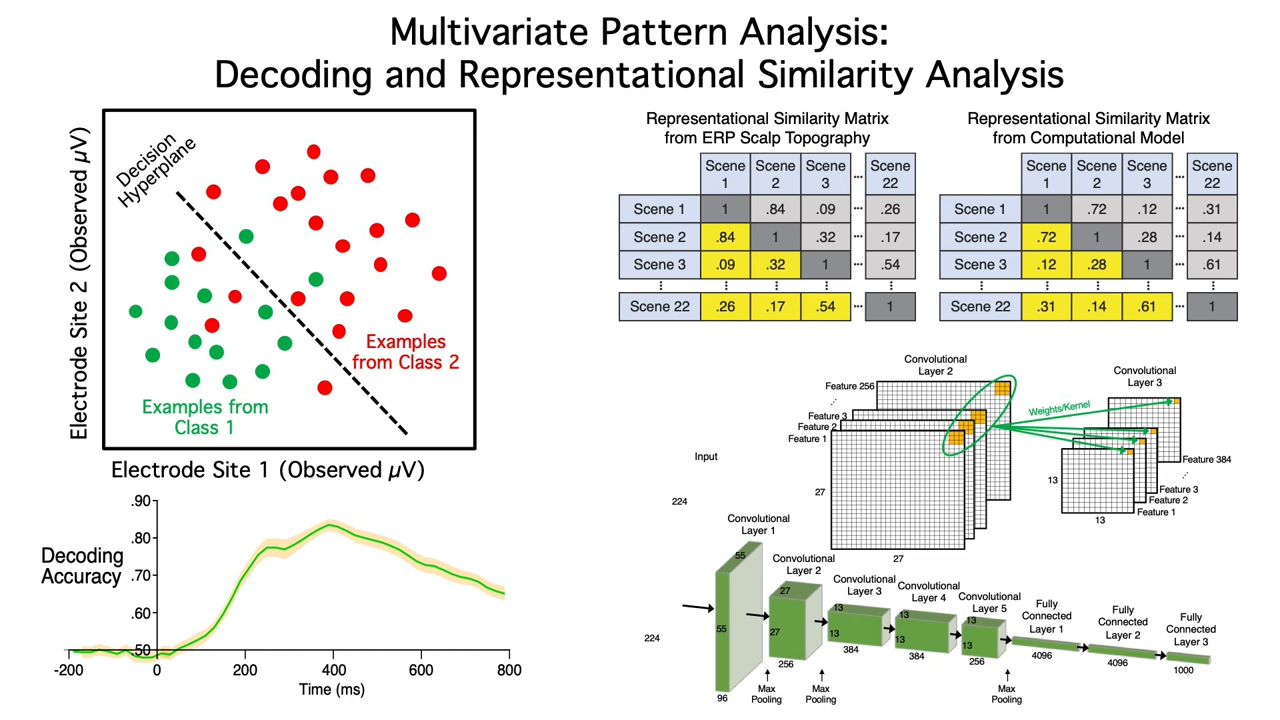 Multivariate Pattern Analysis:
Decoding and Representational Similarity Analysis
Decision
Hyperplane
Electrode Site 2 (Observed µV)
Examples
from Class 2
Examples from
Class 1
Electrode Site 1 (Observed µV)
Decoding
Accuracy
.90
.80
.70
.60
.50
-200
0
200
400
600
800
Time (ms)
Representational Similarity Matrix
from ERP Scalp Topography
Scene 1 Scene 2 Scene 3 ... Scene 22
Scene 1 1 .84 .09 ... .26
Scene 2 .84 1 .32 ... .17
Scene 3 .09 .32 1 ... .54
Scene 22 .26 .17 .54 ... 1
Representational Similarity Matrix
from Computational Model
Scene 1 Scene 2 Scene 3 ... Scene 22
Scene 1 1 .72 .12 ... .31
Scene 2 .72 1 .28 ... .14
Scene 3 .12 .28 1 ... .61
Scene 22 .31 .14 .61 ... 1
Convolutional
Layer 2
Feature 256
Feature 3
Feature 2
Feature 1
27
27
Weights/Kernel
Convolutional
Layer 3
Feature 384
Feature 3
Feature 2
Feature 1
13
13
Input
224
224
Convolutional
Layer 1
55
55
96
Max
Pooling
Convolutional
Layer 2
27
27
256
Max
Pooling
Convolutional
Layer 3
13
13
384
Convolutional
Layer 4
13
13
384
Convolutional
Layer 5
13
13
256
Max
Pooling
Fully
Connected
Layer 1
4096
Fully
Connected
Layer 2
4096
Fully
Connected
Layer 3
1000